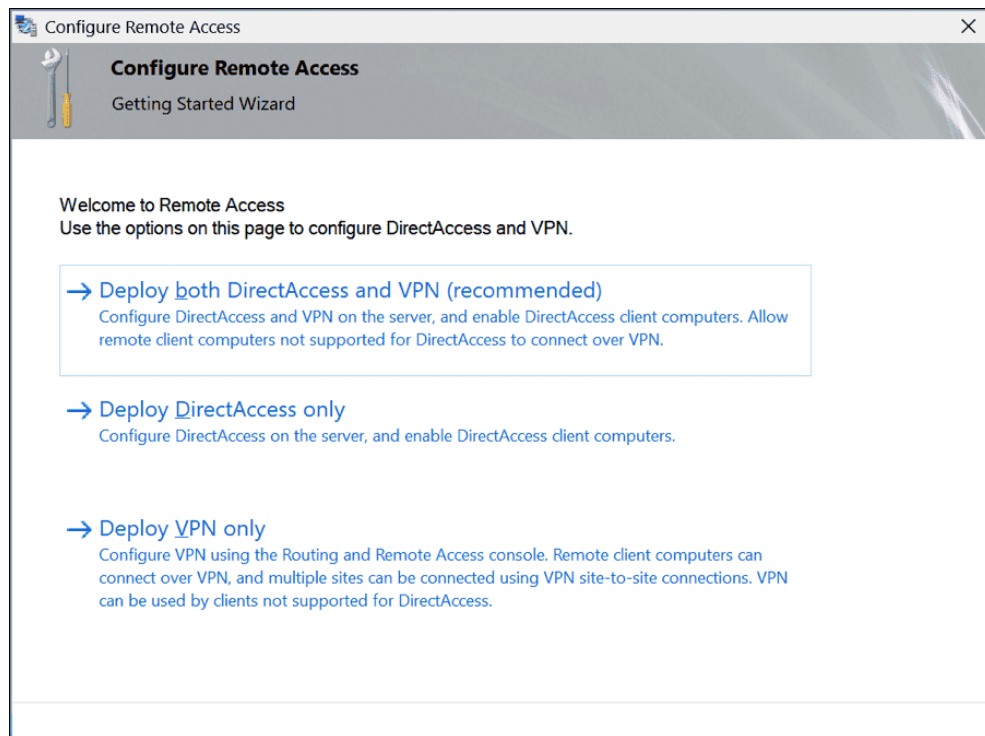 Configure Remote Access
Configure Remote Access
Getting Started Wizard
Welcome to Remote Access
Use the options on this page to configure DirectAccess and VPN.
Deploy both DirectAccess and VPN (recommended)
Configure DirectAccess and VPN on the server, and enable DirectAccess client computers. Allow
remote client computers not supported for DirectAccess to connect over VPN.
Deploy DirectAccess only
Configure DirectAccess on the server, and enable DirectAccess client computers.
Deploy VPN only
Configure VPN using the Routing and Remote Access console. Remote client computers can
connect over VPN, and multiple sites can be connected using VPN site-to-site connections. VPN
can be used by clients not supported for DirectAccess.